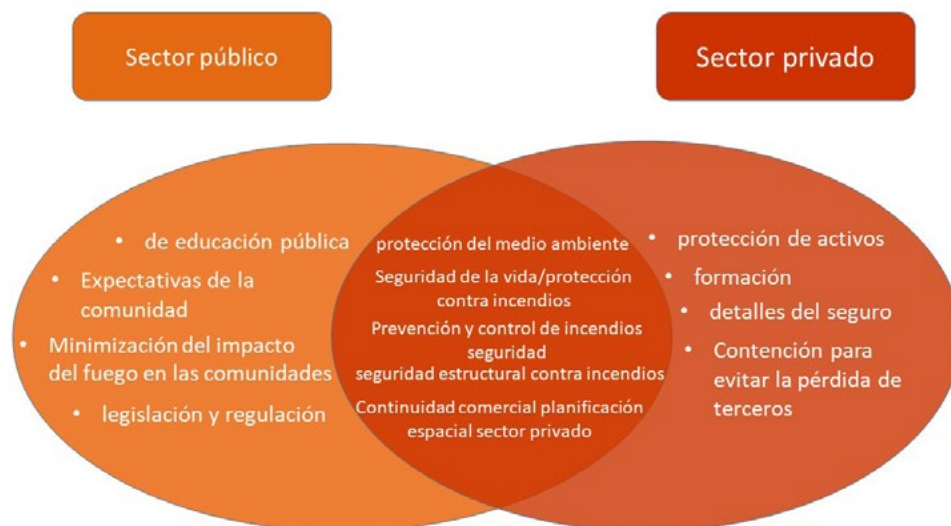 Sector público
Sector privado
• de educación pública
• Expectativas de la
comunidad
• Minimización del impacto
del fuego en las comunidades
• legislación y regulación
protección del medio ambiente
Seguridad de la vida/protección
contra incendios
Prevención y control de incendios
seguridad
seguridad estructural contra incendios
Continuidad comercial planificación
espacial sector privado
• protección de activos
• formación
• detalles del seguro
• Contención para
evitar la pérdida de
terceros